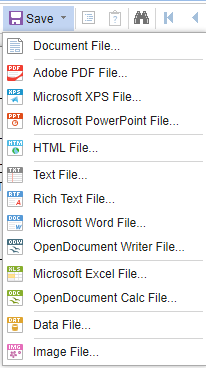 Save
Document File...
Adobe PDF File...
Microsoft XPS File...
Microsoft PowerPoint File...
HTML File...
Text File...
Rich Text File...
Microsoft Word File...
OpenDocument Writer File...
Microsoft Excel File...
OpenDocument Calc File...
Data File...
Image File...